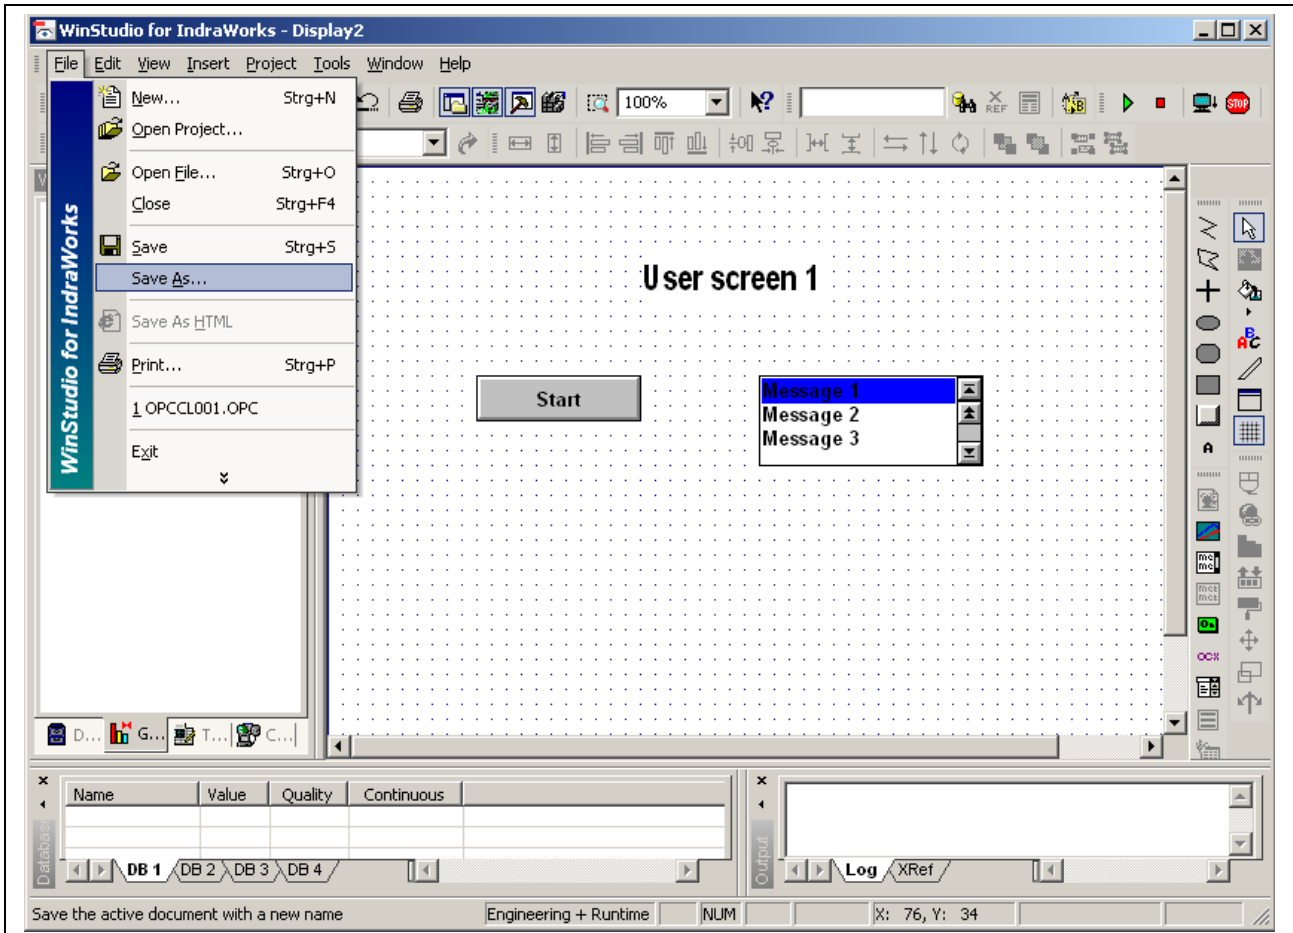 WinStudio for IndraWorks - Display2
File Edit View Insert Project Tools Window Help
New... Strg+N
100%
REF
STOP
Open Project...
Open File... Strg+O
Close Strg+F4
Save Strg+S
Save As...
Save As HTML
Print... Strg+P
1 OPCCL001.OPC
Exit
WinStudio for IndraWorks
User screen 1
Start
Message 1
Message 2
Message 3
ABC
A
OCX
D... G... T... C...
Name Value Quality Continuous
Database
DB 1 DB 2 DB 3 DB 4
Output
Log XRef
Save the active document with a new name
Engineering + Runtime
NUM
X: 76, Y: 34